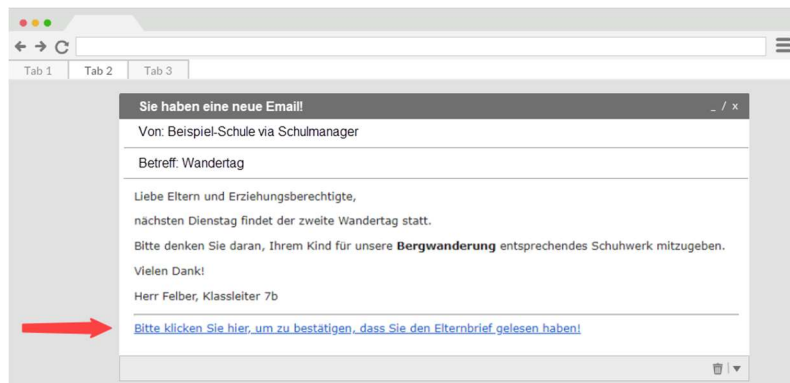 Tab 1 Tab 2 Tab 3
Sie haben eine neue Email! _ / x
Von: Beispiel-Schule via Schulmanager
Betreff: Wandertag
Liebe Eltern und Erziehungsberechtigte,
nächsten Dienstag findet der zweite Wandertag statt.
Bitte denken Sie daran, Ihrem Kind für unsere Bergwanderung entsprechendes Schuhwerk mitzugeben.
Vielen Dank!
Herr Felber, Klassleiter 7b
Bitte klicken Sie hier, um zu bestätigen, dass Sie den Elternbrief gelesen haben!